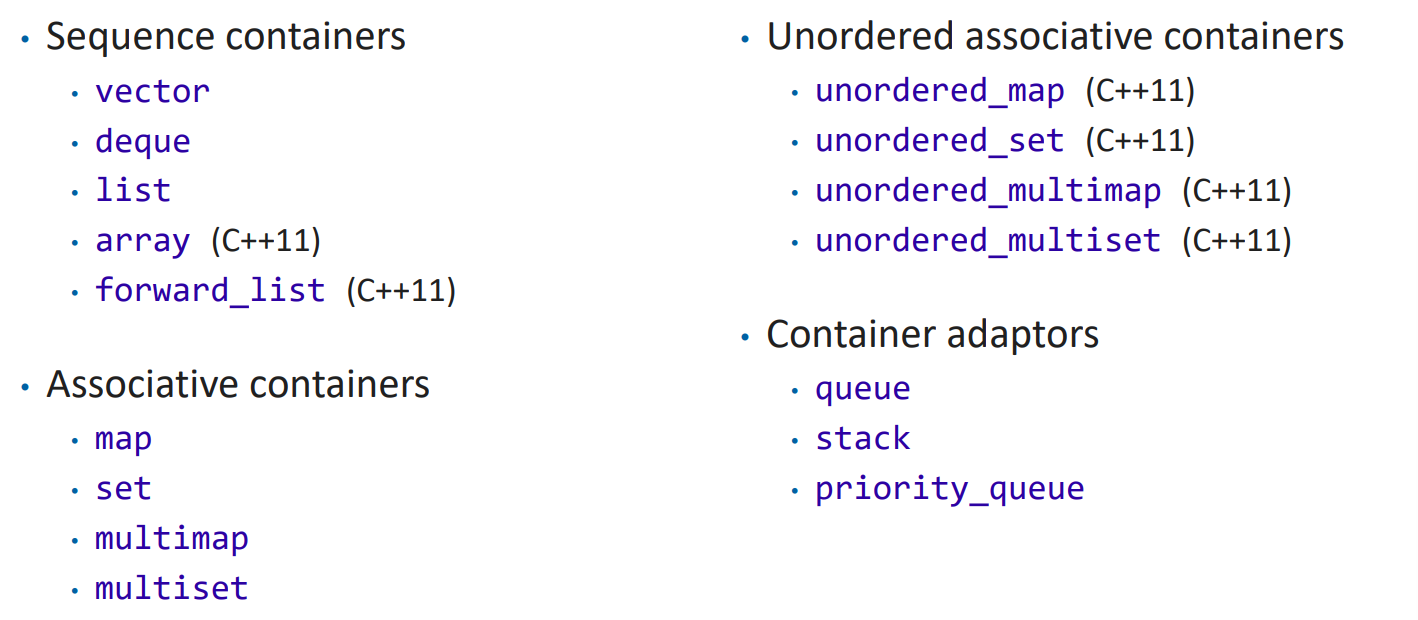 • Sequence containers
• vector
• deque
• list
• array (C++11)
• forward_list (C++11)
• Associative containers
• map
• set
• multimap
• multiset
• Unordered associative containers
• unordered_map (C++11)
• unordered_set (C++11)
• unordered_multimap (C++11)
• unordered_multiset (C++11)
• Container adaptors
• queue
• stack
• priority_queue